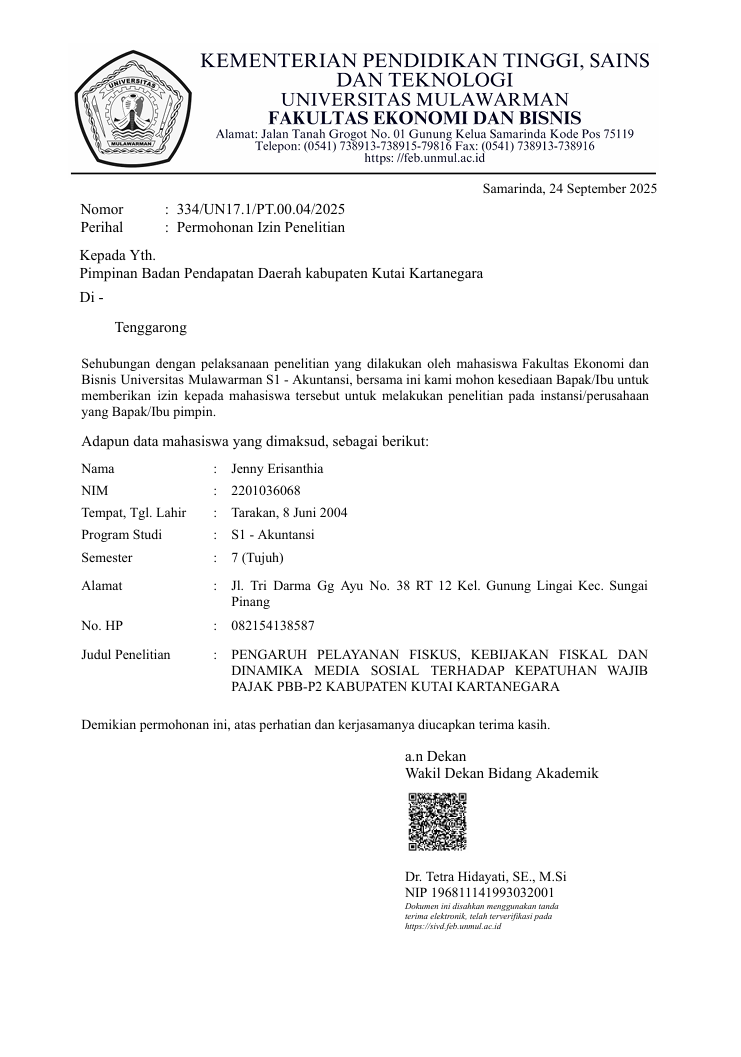 UNIVERSITAS
MULAWARMAN
KEMENTERIAN PENDIDIKAN TINGGI, SAINS
DAN TEKNOLOGI
UNIVERSITAS MULAWARMAN
FAKULTAS EKONOMI DAN BISNIS
Alamat: Jalan Tanah Grogot No. 01 Gunung Kelua Samarinda Kode Pos 75119
Telepon: (0541) 738913-738915-79816 Fax: (0541) 738913-738916
https: //feb.unmul.ac.id
Samarinda, 24 September 2025
Nomor : 334/UN17.1/PT.00.04/2025
Perihal : Permohonan Izin Penelitian
Kepada Yth.
Pimpinan Badan Pendapatan Daerah kabupaten Kutai Kartanegara
Di -
Tenggarong
Sehubungan dengan pelaksanaan penelitian yang dilakukan oleh mahasiswa Fakultas Ekonomi dan
Bisnis Universitas Mulawarman S1 - Akuntansi, bersama ini kami mohon kesediaan Bapak/Ibu untuk
memberikan izin kepada mahasiswa tersebut untuk melakukan penelitian pada instansi/perusahaan
yang Bapak/Ibu pimpin.
Adapun data mahasiswa yang dimaksud, sebagai berikut:
Nama : Jenny Erisanthia
NIM : 2201036068
Tempat, Tgl. Lahir : Tarakan, 8 Juni 2004
Program Studi : S1 - Akuntansi
Semester : 7 (Tujuh)
Alamat : Jl. Tri Darma Gg Ayu No. 38 RT 12 Kel. Gunung Lingai Kec. Sungai
Pinang
No. HP : 082154138587
Judul Penelitian : PENGARUH PELAYANAN FISKUS, KEBIJAKAN FISKAL DAN
DINAMIKA MEDIA SOSIAL TERHADAP KEPATUHAN WAJIB
PAJAK PBB-P2 KABUPATEN KUTAI KARTANEGARA
Demikian permohonan ini, atas perhatian dan kerjasamanya diucapkan terima kasih.
a.n Dekan
Wakil Dekan Bidang Akademik
Dr. Tetra Hidayati, SE., M.Si
NIP 196811141993032001
Dokumen ini disahkan menggunakan tanda
terima elektronik, telah terverifikasi pada
https://sivd.feb.unmul.ac.id